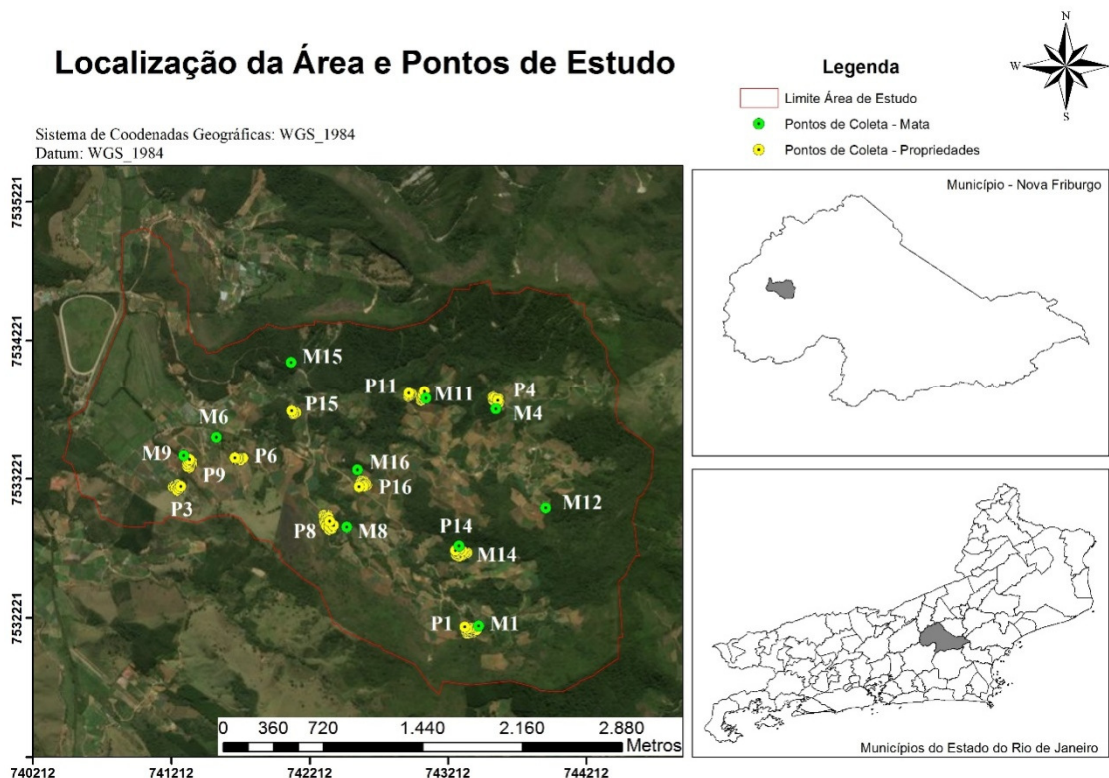 Localização da Área e Pontos de Estudo
Sistema de Coodenadas Geográficas: WGS_1984
Datum: WGS_1984
Legenda
Limite Área de Estudo
Pontos de Coleta - Mata
Pontos de Coleta - Propriedades
N
W
E
S
7535221
7534221
7533221
7532221
M15
P11
M11
P4
M4
P15
M6
M9
P6
P9
M16
P16
P3
M12
P8
M8
P14
M14
P1
M1
0 360 720 1.440 2.160 2.880
Metros
740212 741212 742212 743212 744212
Município - Nova Friburgo
Municípios do Estado do Rio de Janeiro